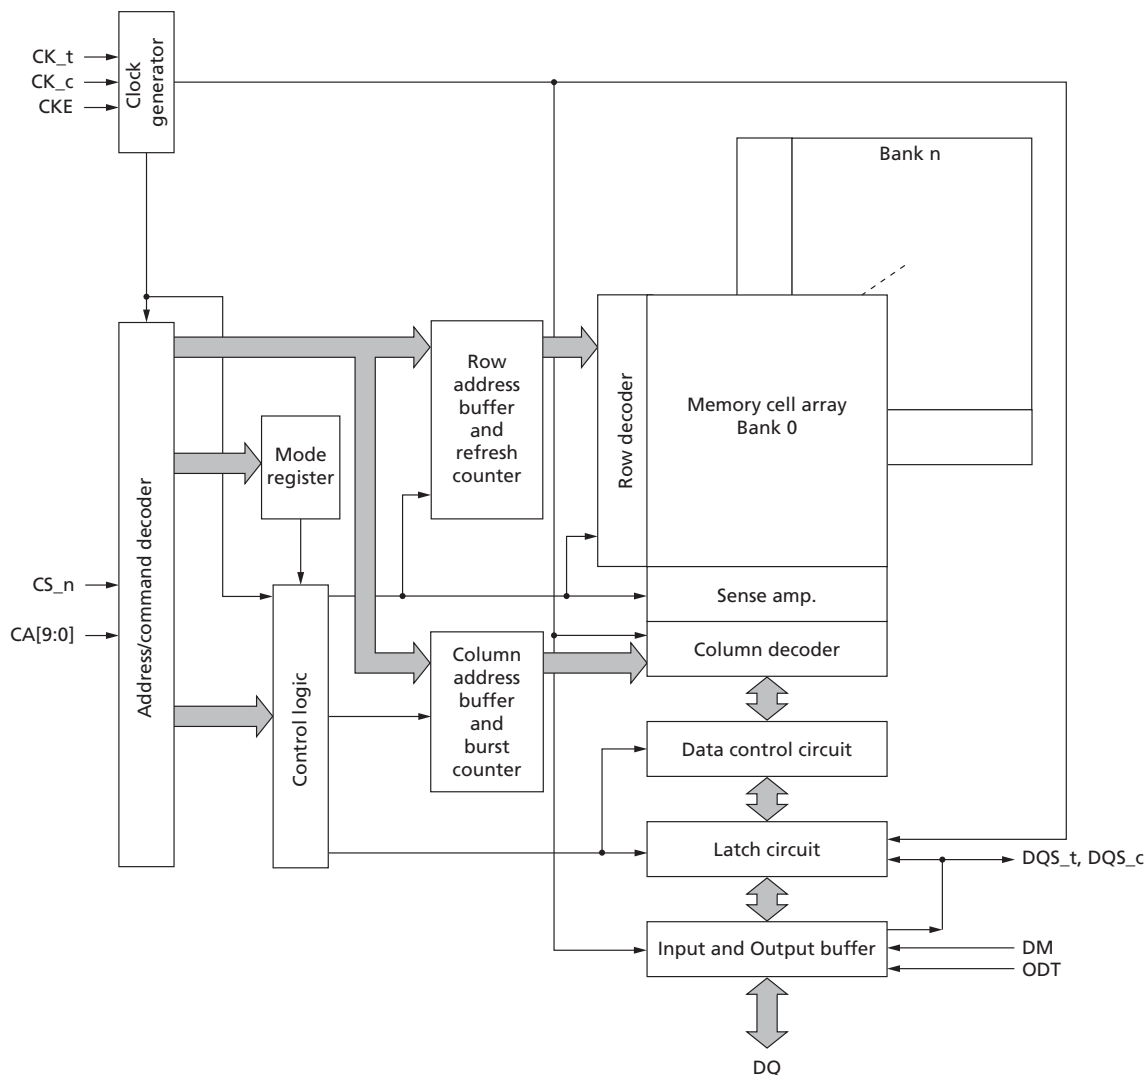 CK_t
CK_c
CKE
Clock
generator
Bank n
Row
address
buffer
and
refresh
counter
Row decoder
Memory cell array
Bank 0
Mode
register
Address/command decoder
CS_n
CA[9:0]
Sense amp.
Column decoder
Control logic
Column
address
buffer
and
burst
counter
Data control circuit
Latch circuit
DQS_t, DQS_c
Input and Output buffer
DM
ODT
DQ